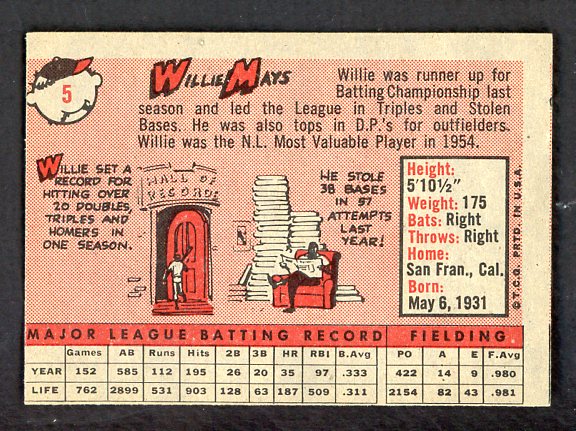 5
WILLIE MAYS
Willie was runner up for
Batting Championship last
season and led the League in Triples and Stolen
Bases. He was also tops in D.P.'s for outfielders.
Willie was the N.L. Most Valuable Player in 1954.
WILLIE SET A
RECORD FOR
HITTING OVER
20 DOUBLES,
TRIPLES AND
HOMERS IN
ONE SEASON.
HALL OF
RECORDS
HE STOLE
38 BASES
IN 57
ATTEMPTS
LAST
YEAR!
Height:
5'10½"
Weight: 175
Bats: Right
Throws: Right
Home:
San Fran., Cal.
Born:
May 6, 1931
© T.C.G. PRTD. IN U.S.A.
MAJOR LEAGUE BATTING RECORD FIELDING
Games AB Runs Hits 2B 3B HR RBI B.Avg PO A E F.Avg
YEAR 152 585 112 195 26 20 35 97 .333 422 14 9 .980
LIFE 762 2899 531 903 128 63 187 509 .311 2154 82 43 .981